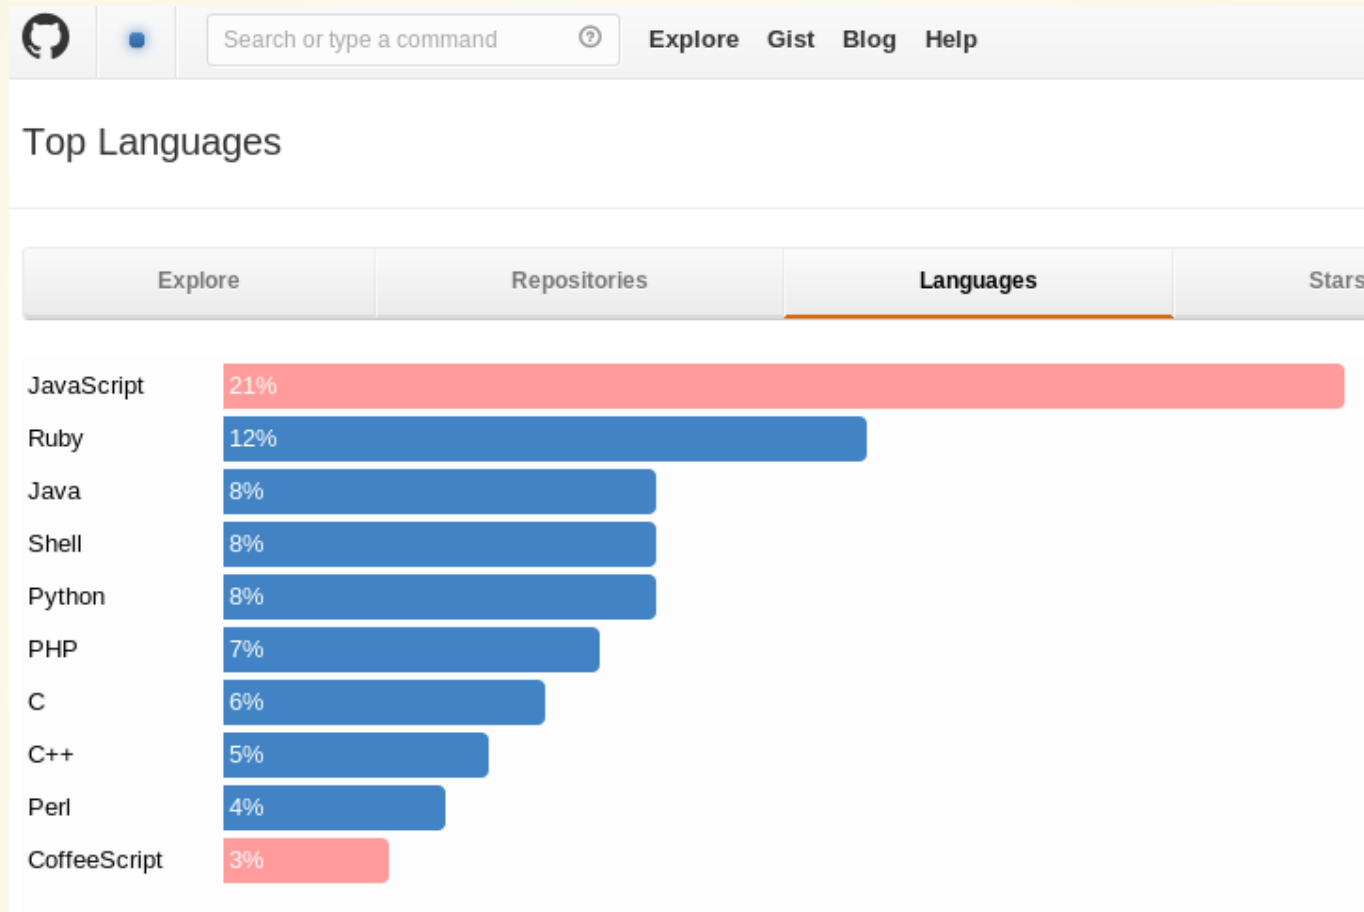 Search or type a command Explore Gist Blog Help
Top Languages
Explore Repositories Languages Stars
JavaScript 21%
Ruby 12%
Java 8%
Shell 8%
Python 8%
PHP 7%
C 6%
C++ 5%
Perl 4%
CoffeeScript 3%